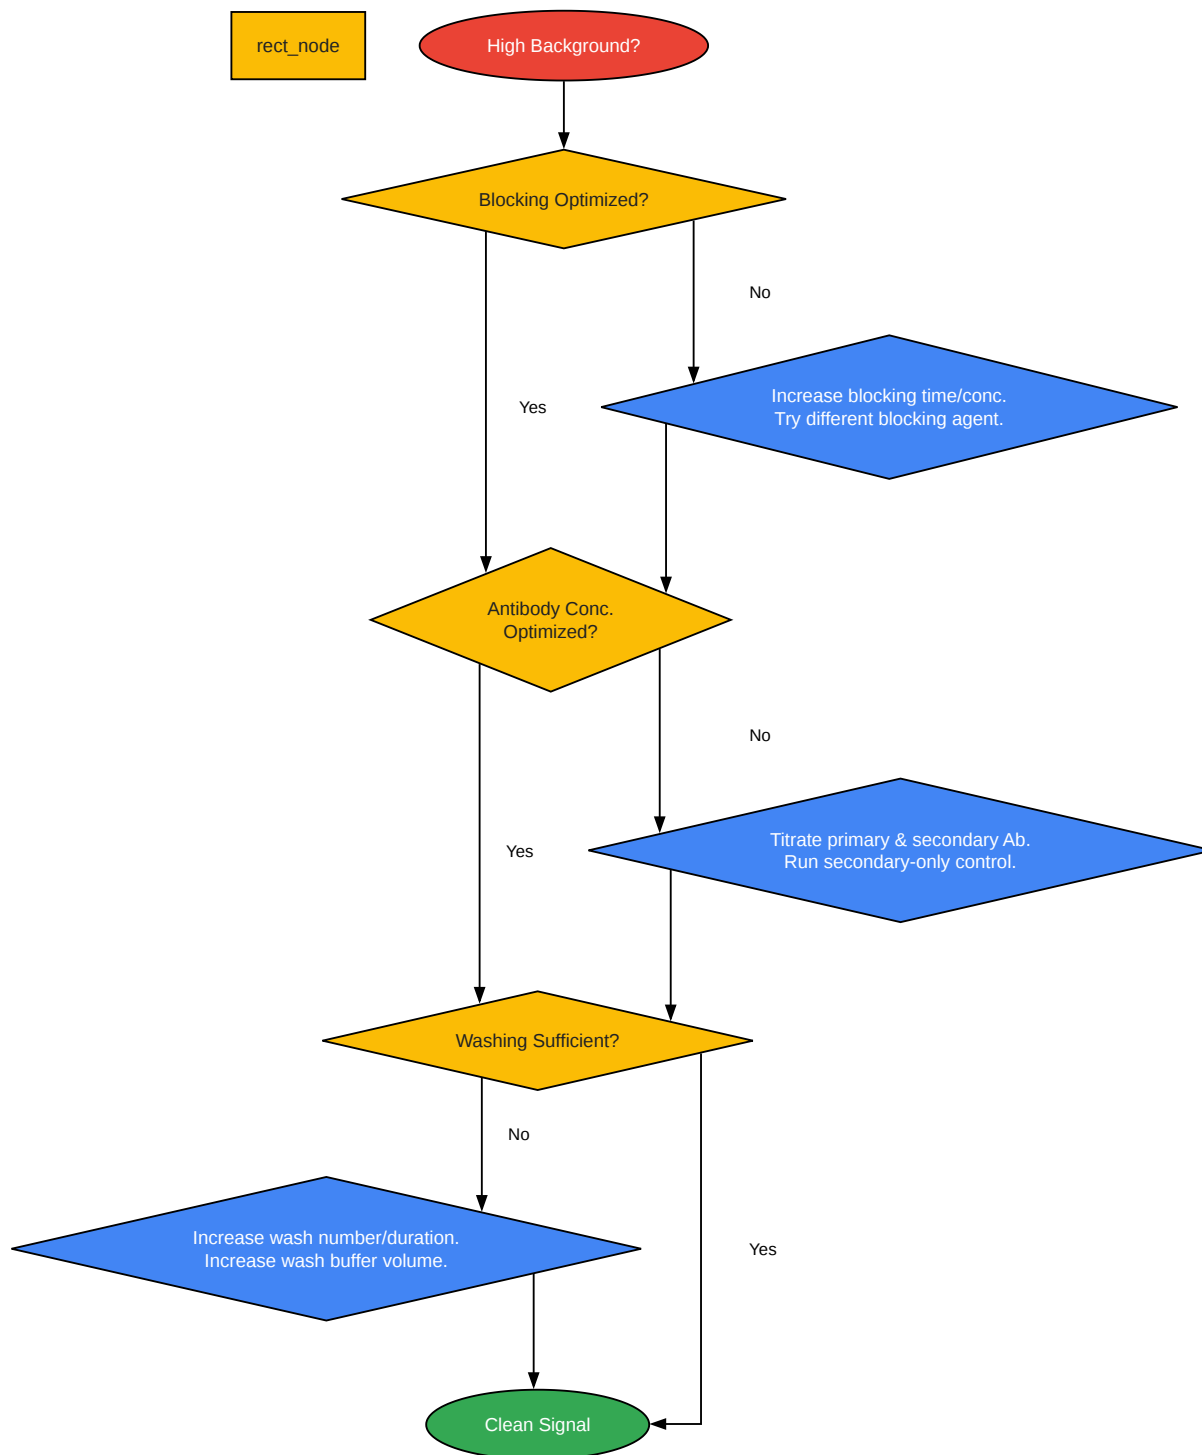 rect_node
High Background?
Blocking Optimized?
No
Yes
Increase blocking time/conc.
Try different blocking agent.
Antibody Conc.
Optimized?
No
Yes
Titrate primary & secondary Ab.
Run secondary-only control.
Washing Sufficient?
No
Increase wash number/duration.
Increase wash buffer volume.
Yes
Clean Signal